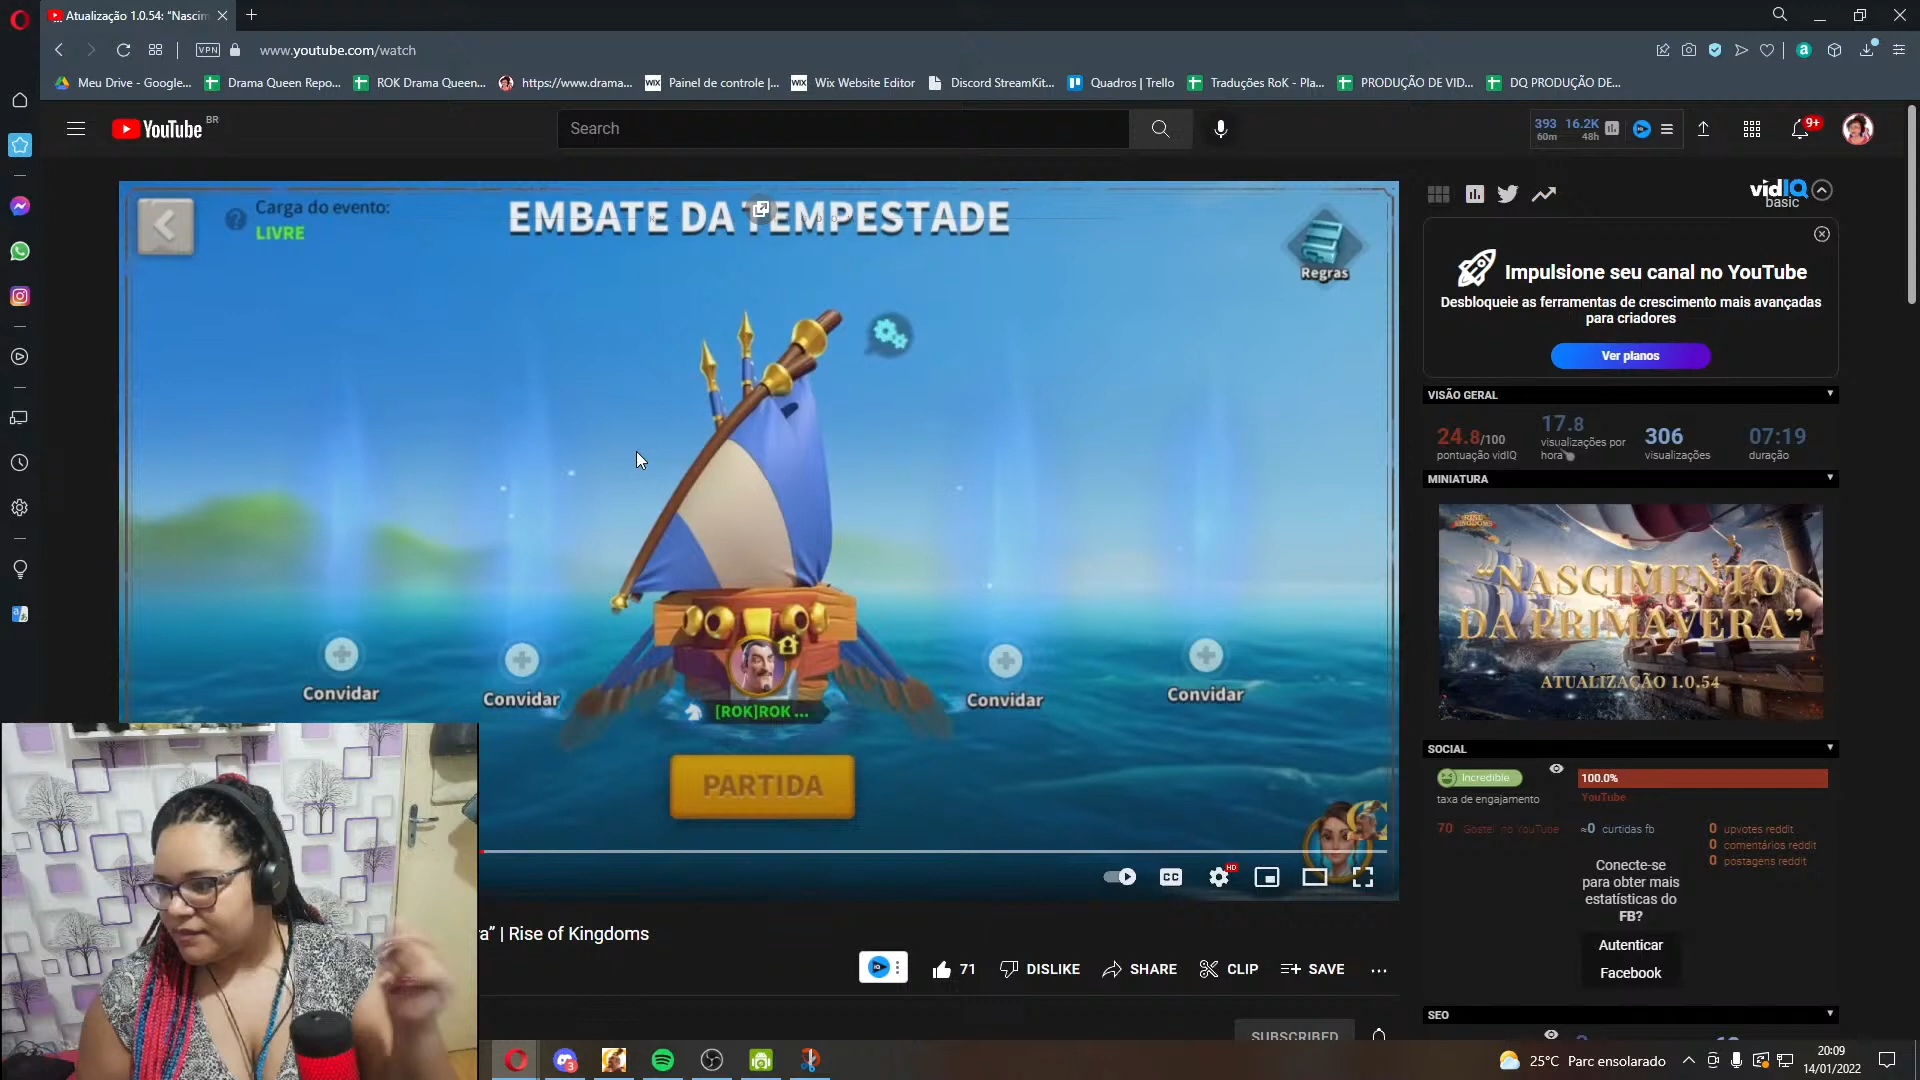 Atualização 1.0.54: "Nascim
www.youtube.com/watch
VPN
Meu Drive - Google...
Drama Queen Repo...
ROK Drama Queen...
https://www.drama...
Painel de controle |...
Wix Website Editor
Discord StreamKit...
Quadros | Trello
Traduções RoK - Pla...
PRODUÇÃO DE VID...
DQ PRODUÇÃO DE...
YouTube BR
Search
393 16.2K
60m 48h
9+
Carga do evento:
LIVRE
EMBATE DA TEMPESTADE
Regras
Convidar
Convidar
Convidar
Convidar
[ROK]ROK ...
PARTIDA
CC
HD
a" | Rise of Kingdoms
71
DISLIKE
SHARE
CLIP
SAVE
SUBSCRIBED
vidIQ
basic
Impulsione seu canal no YouTube
Desbloqueie as ferramentas de crescimento mais avançadas
para criadores
Ver planos
VISÃO GERAL
24.8/100
pontuação vidIQ
17.8
visualizações por
hora
306
visualizações
07:19
duração
MINIATURA
"NASCIMENTO
DA PRIMAVERA"
ATUALIZAÇÃO 1.0.54
SOCIAL
Incredible
taxa de engajamento
100.0%
YouTube
70 Gostei no YouTube
≈0 curtidas fb
0 upvotes reddit
0 comentários reddit
0 postagens reddit
Conecte-se
para obter mais
estatísticas do
FB?
Autenticar
Facebook
SEO
25°C Parc ensolarado
20:09
14/01/2022